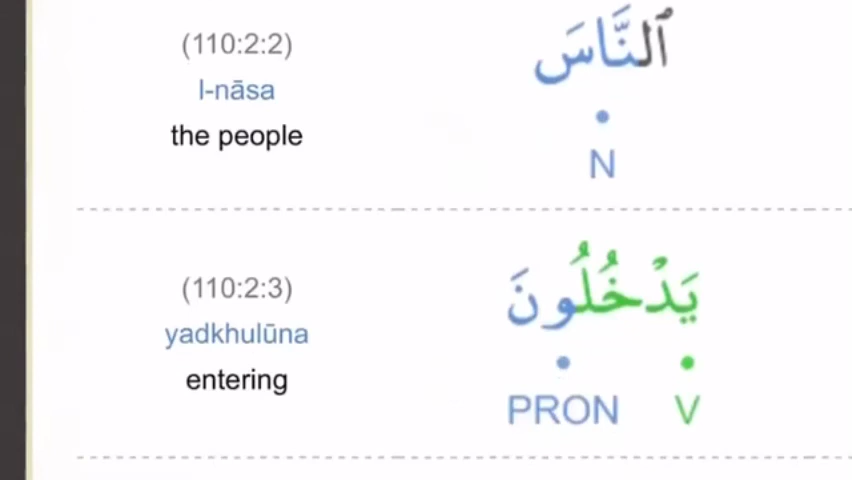 (110:2:2)
l-nāsa
the people
ٱلنَّاسَ
N
(110:2:3)
yadkhulūna
entering
يَدْخُلُونَ
PRON V